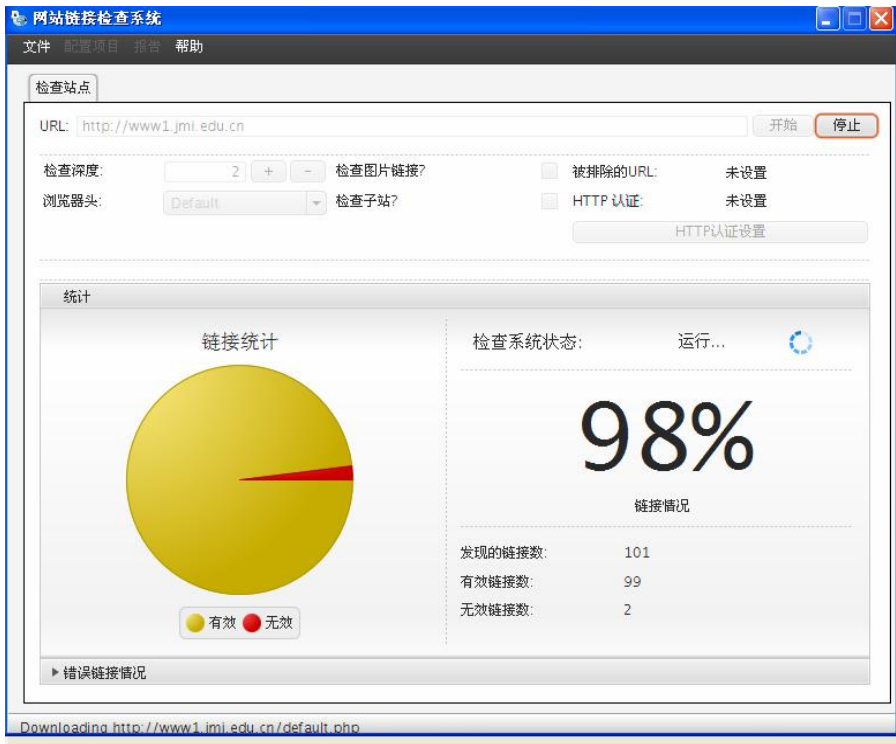 网站链接检查系统
文件 配置项目 报告 帮助
检查站点
URL: http://www1.jmi.edu.cn 开始 停止
检查深度: 2 + - 检查图片链接? 被排除的URL: 未设置
浏览器头: Default 检查子站? HTTP 认证: 未设置
HTTP认证设置
统计
链接统计
检查系统状态: 运行...
98%
链接情况
发现的链接数: 101
有效链接数: 99
无效链接数: 2
有效 无效
错误链接情况
Downloading http://www1.jmi.edu.cn/default.php